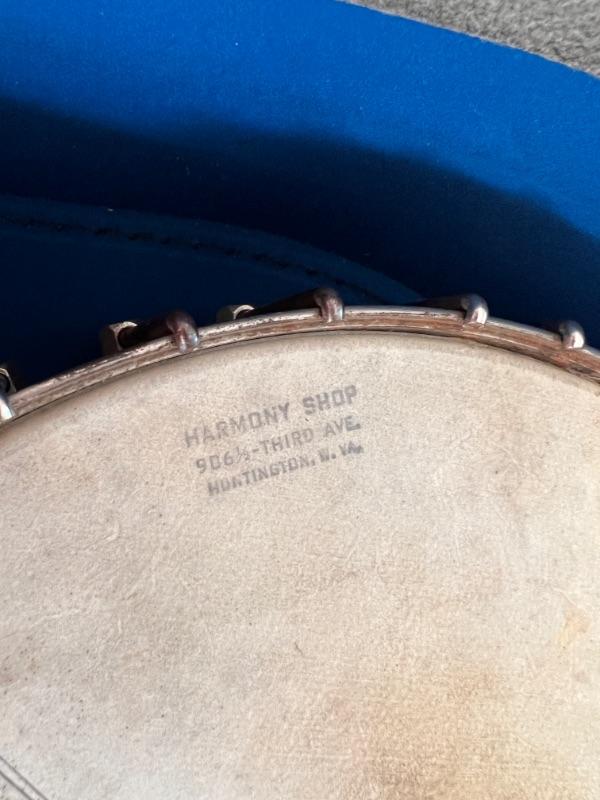 HARMONY SHOP
906½-THIRD AVE.
HUNTINGTON, W. VA.